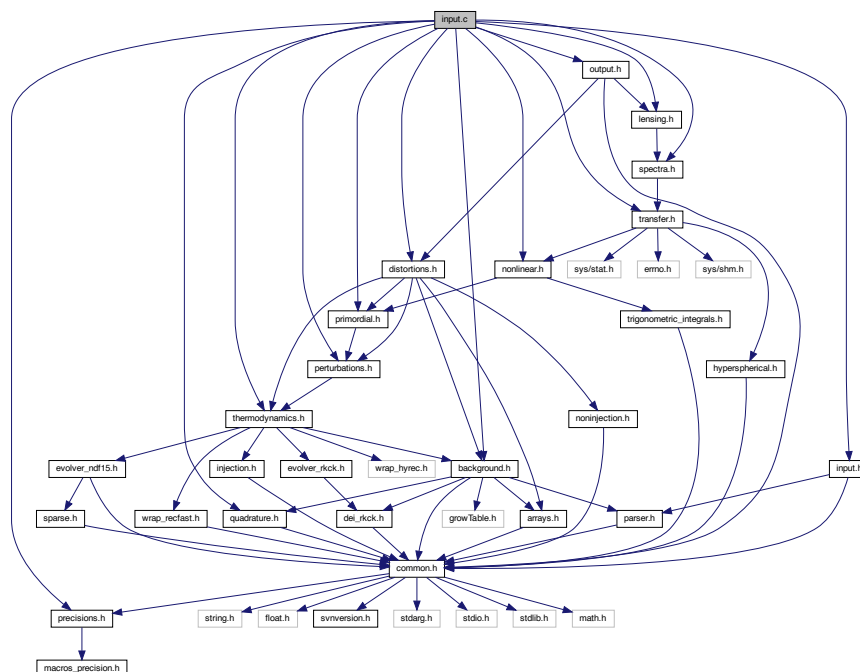 input.c
output.h
lensing.h
spectra.h
transfer.h
distortions.h
nonlinear.h
sys/stat.h
errno.h
sys/shm.h
primordial.h
trigonometric_integrals.h
perturbations.h
hyperspherical.h
thermodynamics.h
noninjection.h
evolver_ndf15.h
injection.h
evolver_rkck.h
wrap_hyrec.h
background.h
input.h
sparse.h
wrap_recfast.h
quadrature.h
dei_rkck.h
growTable.h
arrays.h
parser.h
common.h
precisions.h
string.h
float.h
svnversion.h
stdarg.h
stdio.h
stdlib.h
math.h
macros_precision.h